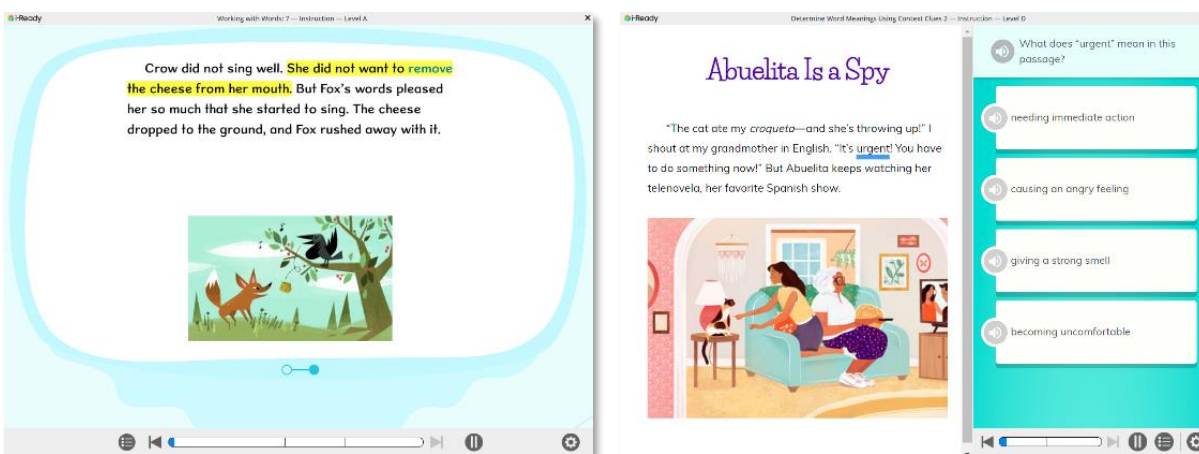 i-Ready
Working with Words: 7 — Instruction — Level A
X
Crow did not sing well. She did not want to remove
the cheese from her mouth. But Fox's words pleased
her so much that she started to sing. The cheese
dropped to the ground, and Fox rushed away with it.
i-Ready
Determine Word Meanings Using Context Clues 2 — Instruction — Level D
Abuelita Is a Spy
"The cat ate my croqueta—and she's throwing up!" I
shout at my grandmother in English. "It's urgent! You have
to do something now!" But Abuelita keeps watching her
telenovela, her favorite Spanish show.
What does "urgent" mean in this
passage?
needing immediate action
causing an angry feeling
giving a strong smell
becoming uncomfortable